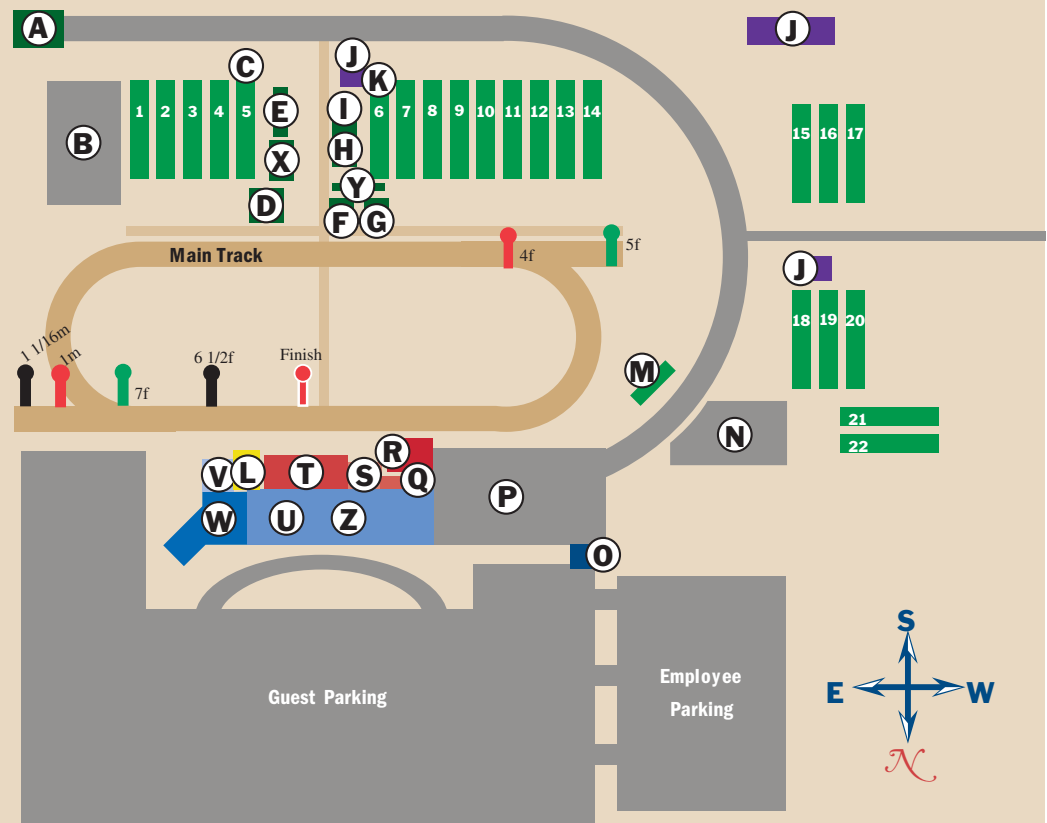 A
J
C
J
K
B
1 2 3 4 5
E
I
6 7 8 9 10 11 12 13 14
15 16 17
X
H
Y
D
F
G
Main Track
4f
5f
J
18 19 20
1 1/16m
1m
7f
6 1/2f
Finish
M
21
22
N
V
L
T
S
R
Q
P
W
U
Z
O
Guest Parking
Employee
Parking
S
E
W
N